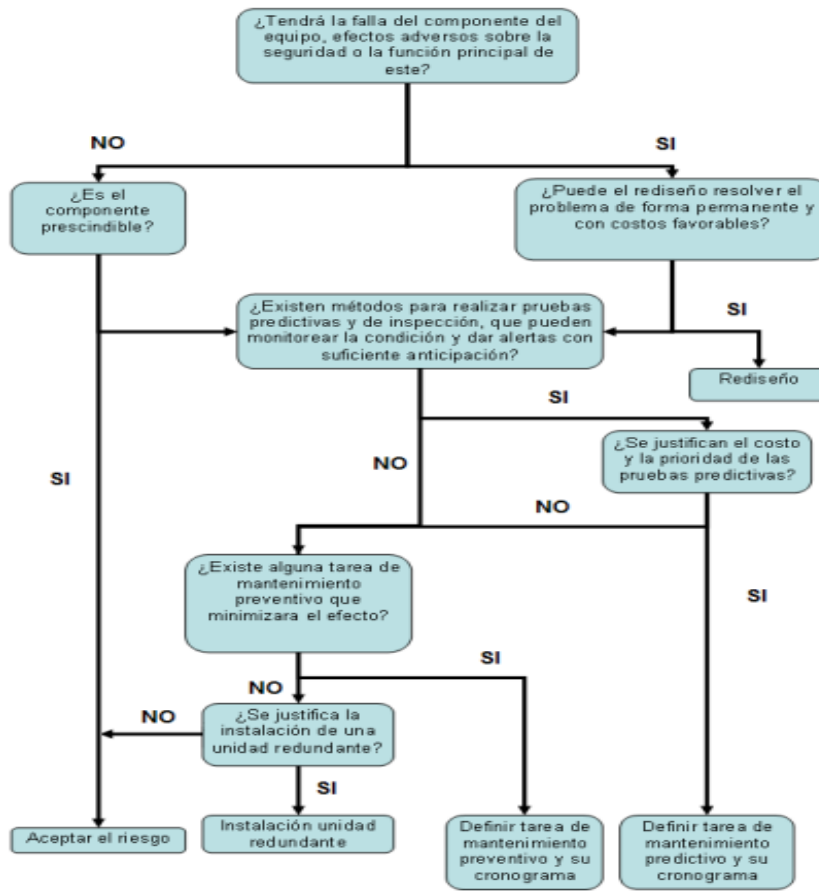 ¿Tendrá la falla del componente del
equipo, efectos adversos sobre la
seguridad o la función principal de
este?
NO
SI
¿Es el
componente
prescindible?
¿Puede el rediseño resolver el
problema de forma permanente y
con costos favorables?
¿Existen métodos para realizar pruebas
predictivas y de inspección, que pueden
monitorear la condición y dar alertas con
suficiente anticipación?
SI
Rediseño
SI
¿Se justifican el costo
y la prioridad de las
pruebas predictivas?
NO
SI
NO
¿Existe alguna tarea de
mantenimiento
preventivo que
minimizara el efecto?
SI
SI
NO
NO
¿Se justifica la
instalación de una
unidad redundante?
SI
Aceptar el riesgo
Instalación unidad
redundante
Definir tarea de
mantenimiento
preventivo y su
cronograma
Definir tarea de
mantenimiento
predictivo y su
cronograma